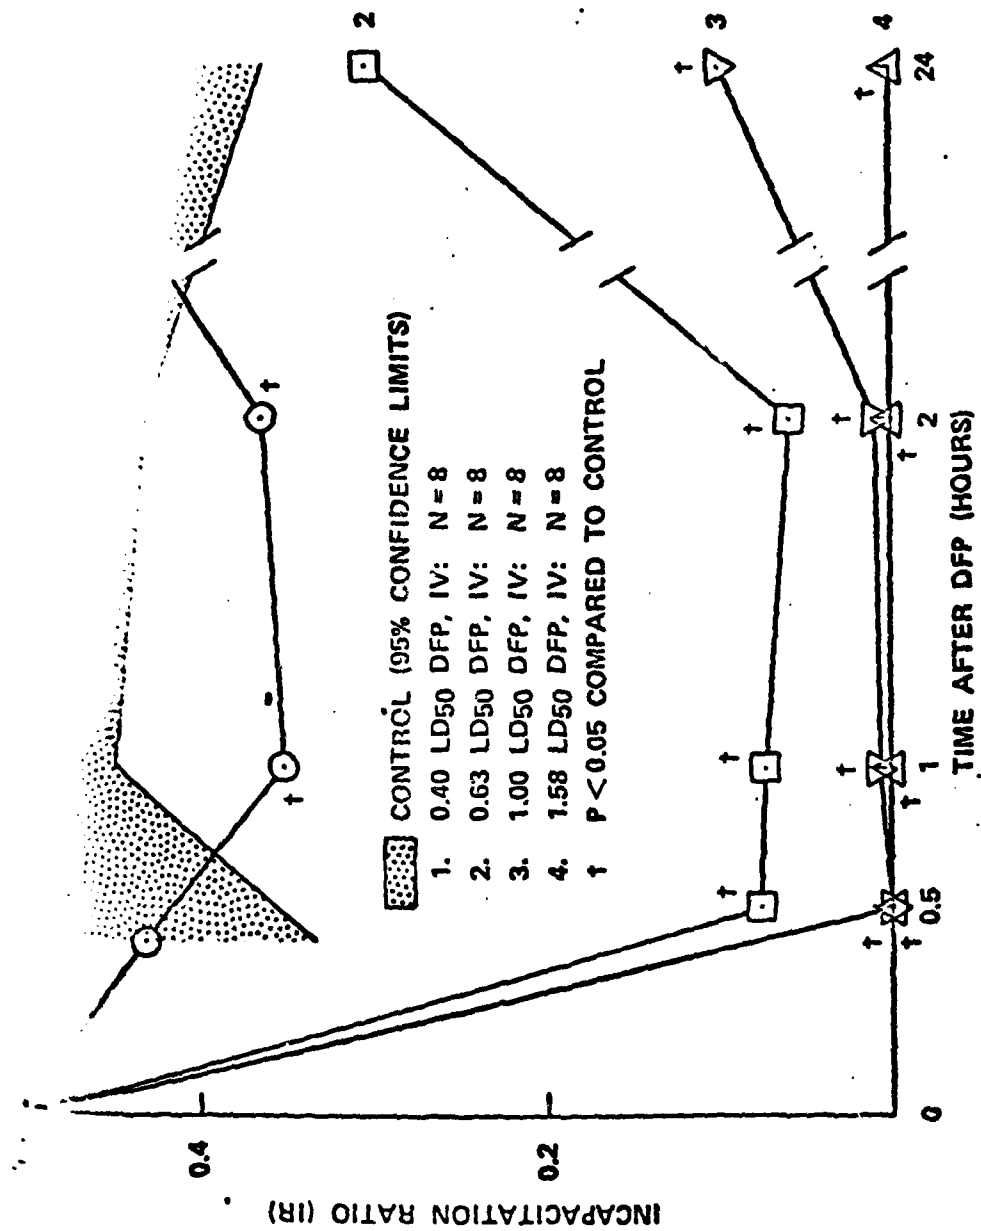 INCAPACITATION RATIO (IR)
0.4
0.2
0
0.5
1
2
24
TIME AFTER DFP (HOURS)
CONTROL (95% CONFIDENCE LIMITS)
1. 0.40 LD50 DFP, IV: N = 8
2. 0.63 LD50 DFP, IV: N = 8
3. 1.00 LD50 DFP, IV: N = 8
4. 1.58 LD50 DFP, IV: N = 8
† P < 0.05 COMPARED TO CONTROL
2
3
4
†
†
†
†
†
†
†
†
†
†
†
†
†